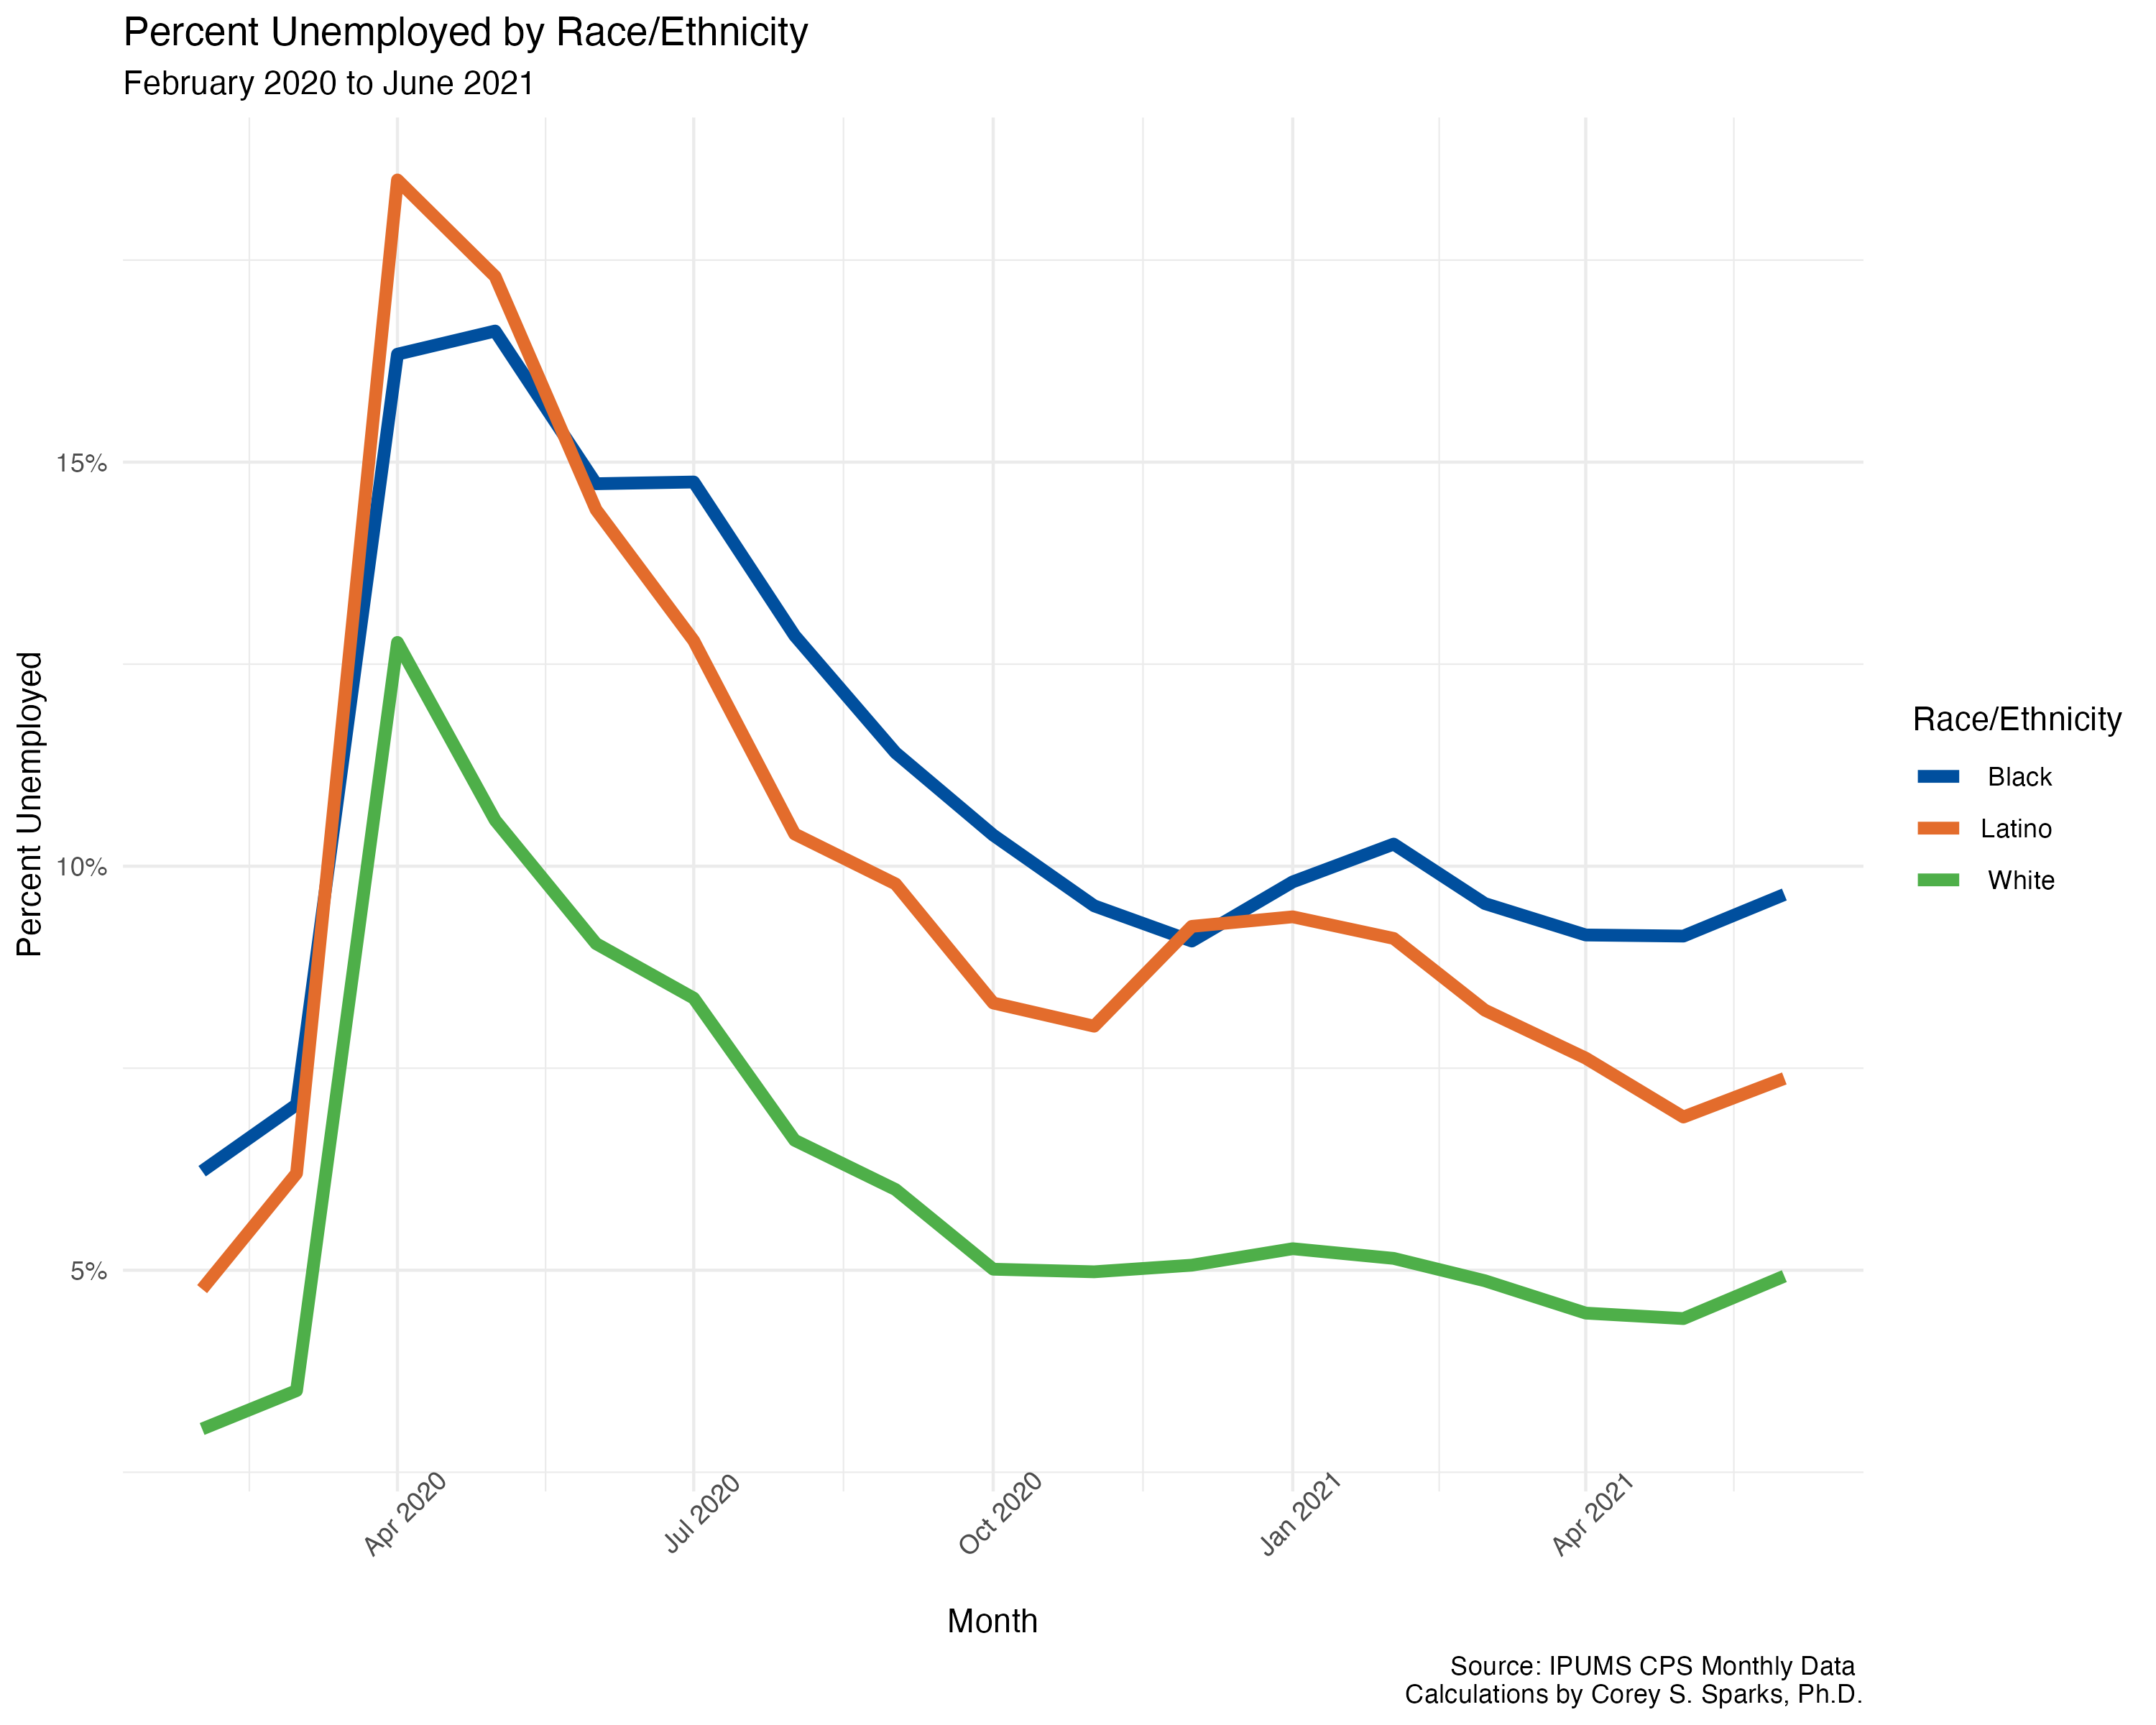 Percent Unemployed by Race/Ethnicity
February 2020 to June 2021
Percent Unemployed
15%
10%
5%
Apr 2020
Jul 2020
Oct 2020
Jan 2021
Apr 2021
Month
Race/Ethnicity
Black
Latino
White
Source: IPUMS CPS Monthly Data
Calculations by Corey S. Sparks, Ph.D.